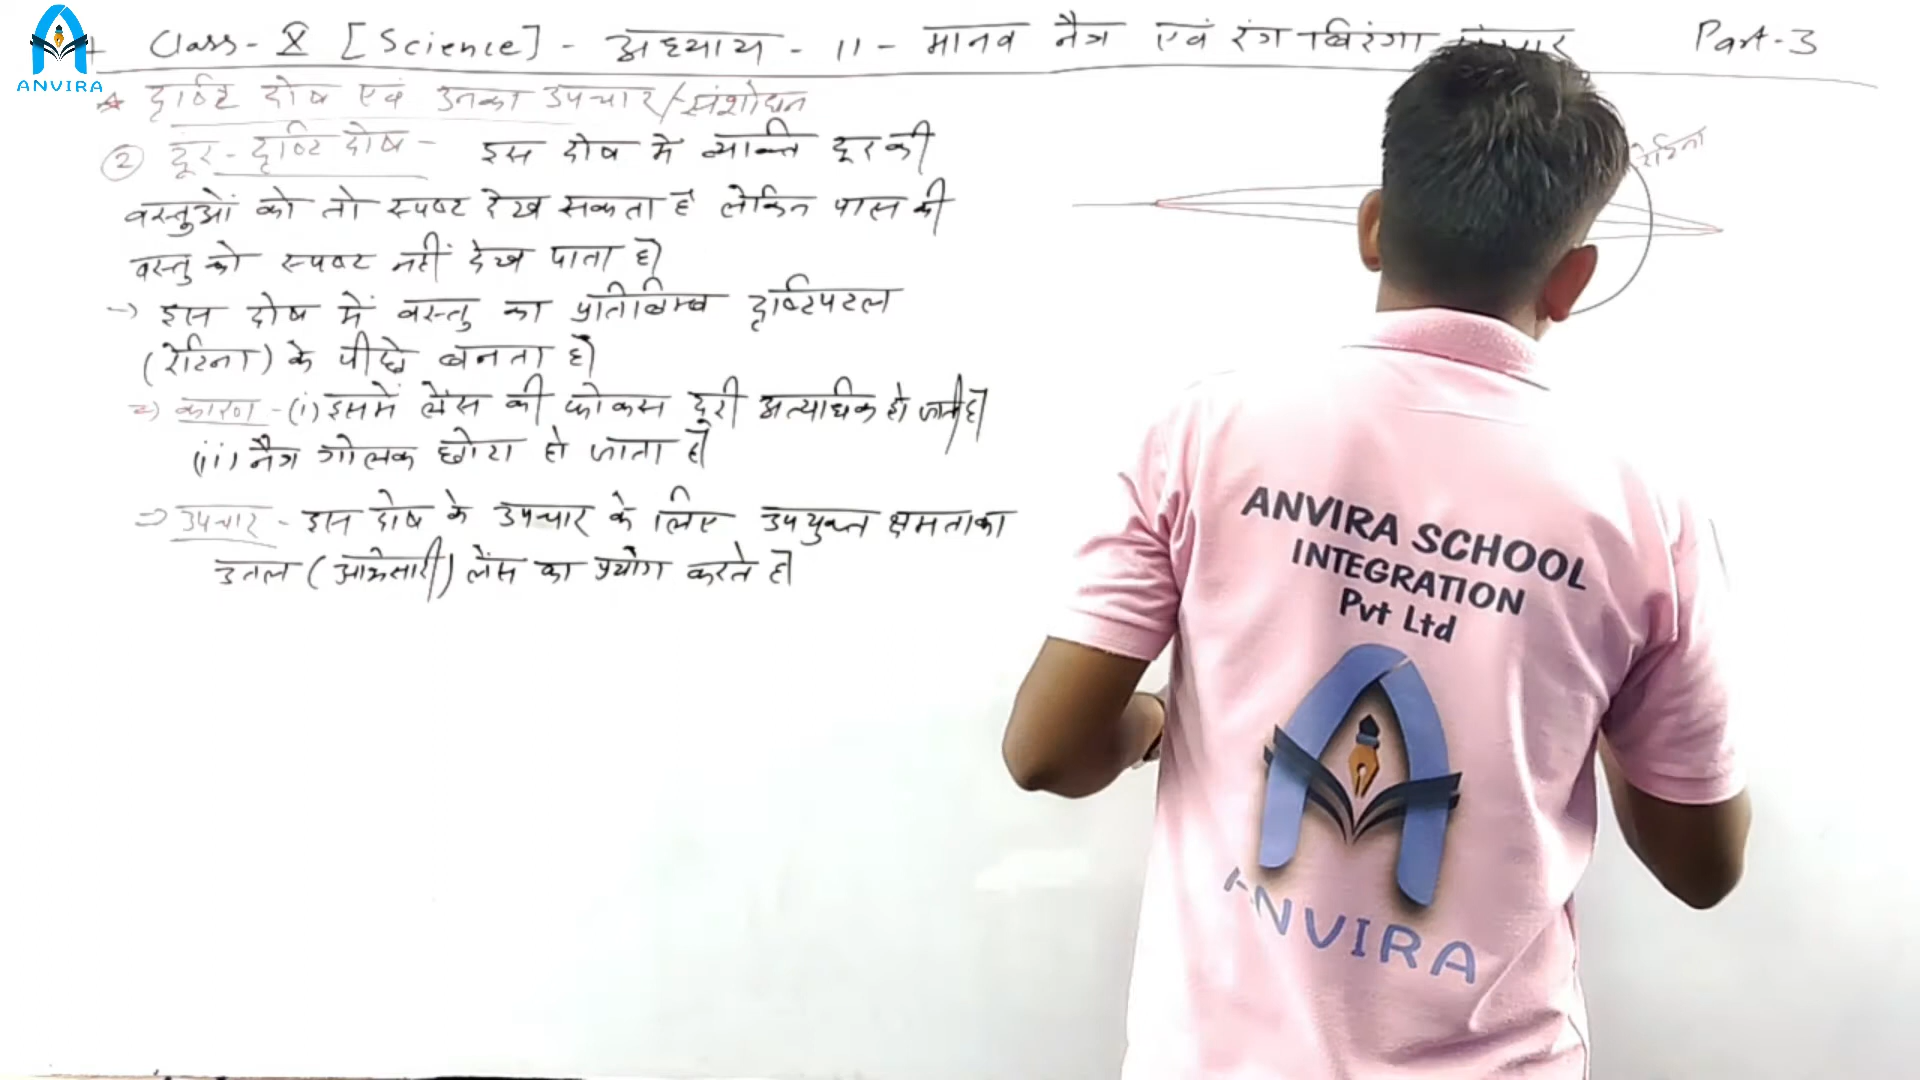 ANVIRA
Class - X [Science] - अध्याय - 11 - मानव नैत्र एवं रंग बिरंगा Part-3
दृष्टि दोष एवं उनका उपचार/संशोधन
② दूर-दृष्टि दोष - इस दोष में व्यक्ति दूर की
वस्तुओं को तो स्पष्ट देख सकता है लेकिन पास की
वस्तु को स्पष्ट नहीं देख पाता है।
→ इस दोष में वस्तु का प्रतिबिम्ब दृष्टिपटल
(रेटिना) के पीछे बनता है।
⇒ कारण - (i) इसमें लैंस की फोकस दूरी अत्याधिक हो जाती है।
(ii) नैत्र गोलक छोटा हो जाता है।
⇒ उपचार - इस दोष के उपचार के लिए उपयुक्त क्षमता का
उत्तल (अभिसारी) लैंस का प्रयोग करते है।
रेटिना
ANVIRA SCHOOL
INTEGRATION
Pvt Ltd
ANVIRA